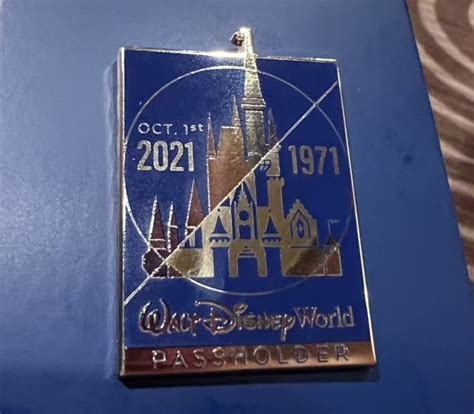 OCT. 1st
2021 1971
WALT DISNEY World
PASSHOLDER